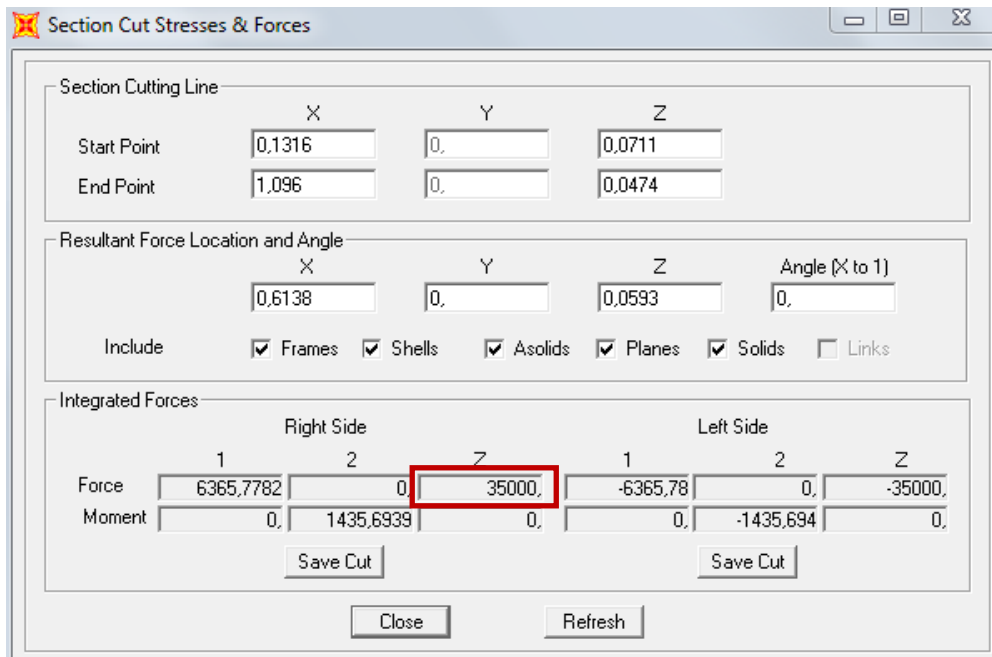 Section Cut Stresses & Forces
Section Cutting Line
X Y Z
Start Point 0,1316 0, 0,0711
End Point 1,096 0, 0,0474
Resultant Force Location and Angle
X Y Z Angle (X to 1)
0,6138 0, 0,0593 0,
Include Frames Shells Asolids Planes Solids Links
Integrated Forces
Right Side Left Side
1 2 Z 1 2 Z
Force 6365,7782 0, 35000, -6365,78 0, -35000,
Moment 0, 1435,6939 0, 0, -1435,694 0,
Save Cut Save Cut
Close Refresh